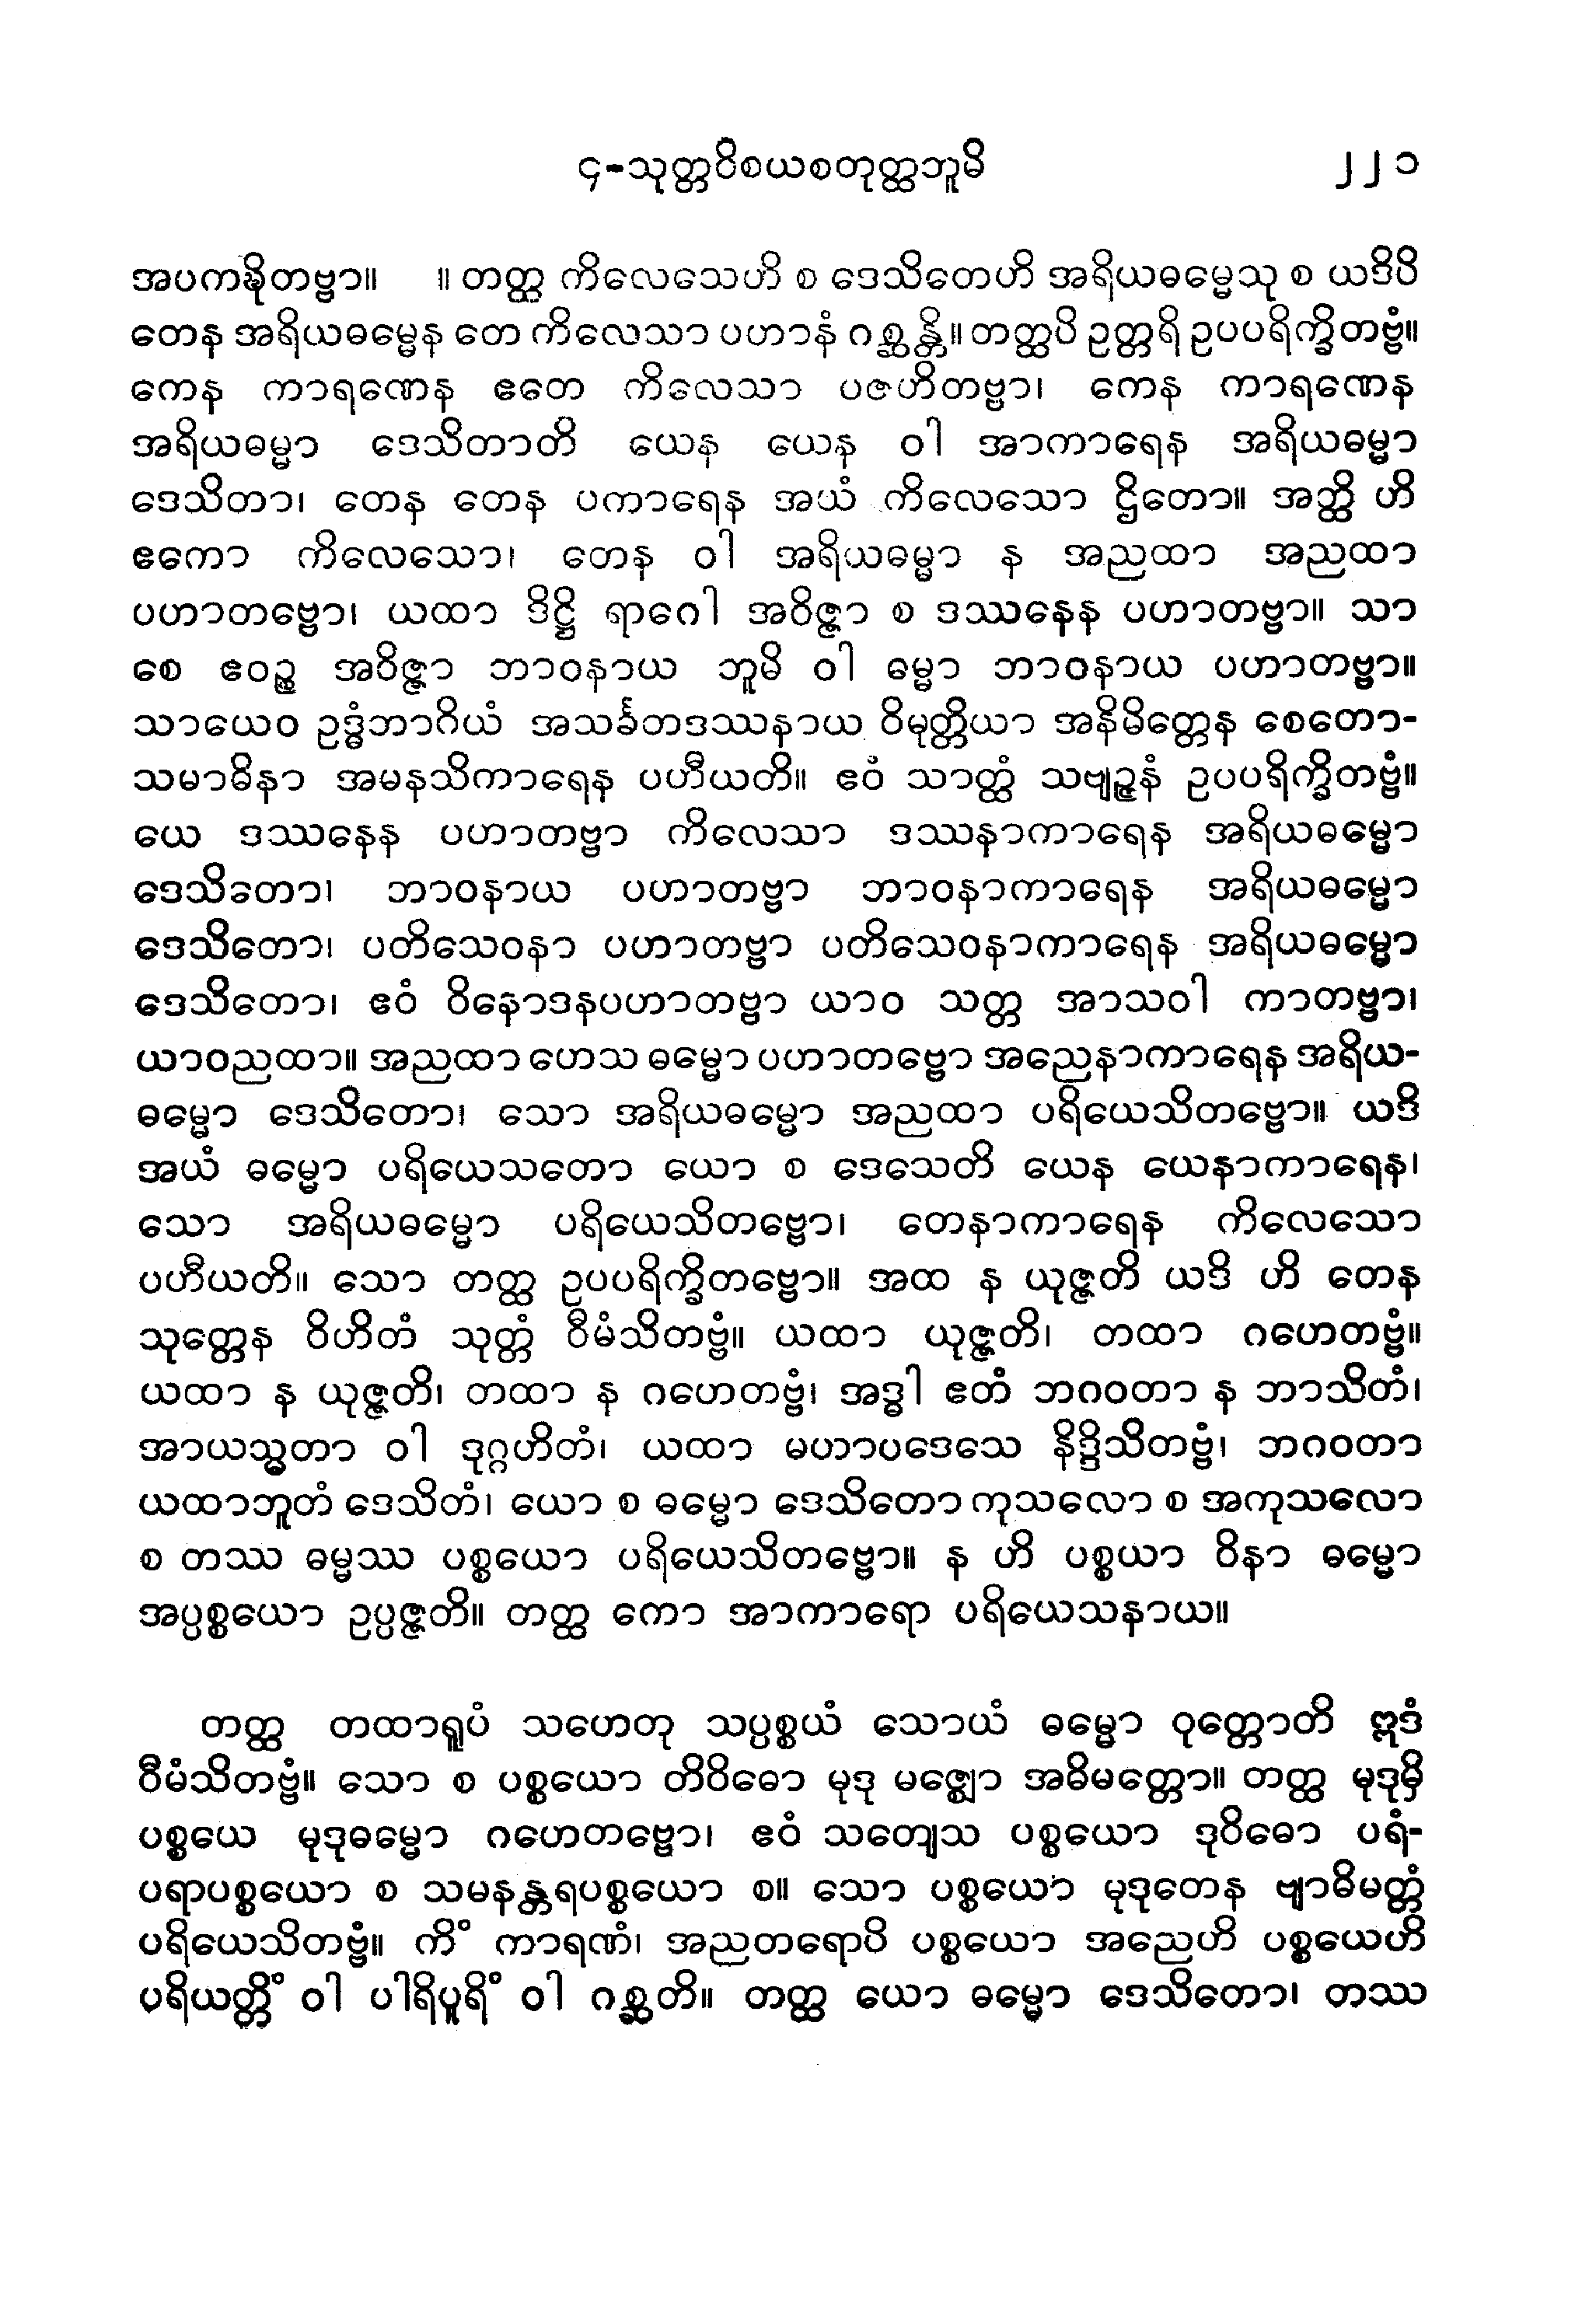 ၄-သုတ္တဝိစယစတုတ္ထဘူမိ ၂၂၁
အပကဍ္ဎိတဗ္ဗာ။ ။ တတ္ထ ကိလေသေဟိ စ ဒေသိတေဟိ အရိယဓမ္မေသု စ ယဒိပိ
တေန အရိယဓမ္မေန တေ ကိလေသာ ပဟာနံ ဂစ္ဆန္တိ။ တတ္ထပိ ဥတ္တရိ ဥပပရိက္ခိတဗ္ဗံ။
ကေန ကာရဏေန ဧတေ ကိလေသာ ပဇဟိတဗ္ဗာ၊ ကေန ကာရဏေန
အရိယဓမ္မာ ဒေသိတာတိ ယေန ယေန ဝါ အာကာရေန အရိယဓမ္မာ
ဒေသိတာ၊ တေန တေန ပကာရေန အယံ ကိလေသော ဌိတော။ အတ္ထိ ဟိ
ဧကော ကိလေသော၊ တေန ဝါ အရိယဓမ္မာ န အညထာ အညထာ
ပဟာတဗ္ဗော၊ ယထာ ဒိဋ္ဌိ ရာဂေါ အဝိဇ္ဇာ စ ဒဿနေန ပဟာတဗ္ဗာ။ သာ
စေ ဧဝဉ္စ အဝိဇ္ဇာ ဘာဝနာယ ဘူမိ ဝါ ဓမ္မာ ဘာဝနာယ ပဟာတဗ္ဗာ။
သာယေဝ ဥဒ္ဓံဘာဂိယံ အသင်္ခတဒဿနာယ ဝိမုတ္တိယာ အနိမိတ္တေန စေတော-
သမာဓိနာ အမနသိကာရေန ပဟီယတိ။ ဧဝံ သာတ္ထံ သဗျဉ္ဇနံ ဥပပရိက္ခိတဗ္ဗံ။
ယေ ဒဿနေန ပဟာတဗ္ဗာ ကိလေသာ ဒဿနာကာရေန အရိယဓမ္မော
ဒေသိတော၊ ဘာဝနာယ ပဟာတဗ္ဗာ ဘာဝနာကာရေန အရိယဓမ္မော
ဒေသိတော၊ ပတိသေဝနာ ပဟာတဗ္ဗာ ပတိသေဝနာကာရေန အရိယဓမ္မော
ဒေသိတော၊ ဧဝံ ဝိနောဒနပဟာတဗ္ဗာ ယာဝ သတ္တ အာသဝါ ကာတဗ္ဗာ၊
ယာဝညထာ။ အညထာ ဟေသ ဓမ္မော ပဟာတဗ္ဗော အညေနာကာရေန အရိယ-
ဓမ္မော ဒေသိတော၊ သော အရိယဓမ္မော အညထာ ပရိယေသိတဗ္ဗော။ ယဒိ
အယံ ဓမ္မော ပရိယေသတော ယော စ ဒေသေတိ ယေန ယေနာကာရေန၊
သော အရိယဓမ္မော ပရိယေသိတဗ္ဗော၊ တေနာကာရေန ကိလေသော
ပဟီယတိ။ သော တတ္ထ ဥပပရိက္ခိတဗ္ဗော။ အထ န ယုဇ္ဇတိ ယဒိ ဟိ တေန
သုတ္တေန ဝိဟိတံ သုတ္တံ ဝီမံသိတဗ္ဗံ။ ယထာ ယုဇ္ဇတိ၊ တထာ ဂဟေတဗ္ဗံ။
ယထာ န ယုဇ္ဇတိ၊ တထာ န ဂဟေတဗ္ဗံ၊ အဒ္ဓါ ဧတံ ဘဂဝတာ န ဘာသိတံ၊
အာယသ္မတာ ဝါ ဒုဂ္ဂဟိတံ၊ ယထာ မဟာပဒေသေ နိဒ္ဒိသိတဗ္ဗံ၊ ဘဂဝတာ
ယထာဘူတံ ဒေသိတံ၊ ယော စ ဓမ္မော ဒေသိတော ကုသလော စ အကုသလော
စ တဿ ဓမ္မဿ ပစ္စယော ပရိယေသိတဗ္ဗော။ န ဟိ ပစ္စယာ ဝိနာ ဓမ္မော
အပ္ပစ္စယော ဥပ္ပဇ္ဇတိ။ တတ္ထ ကော အာကာရော ပရိယေသနာယ။
တတ္ထ တထာရူပံ သဟေတု သပ္ပစ္စယံ သောယံ ဓမ္မော ဝုတ္တောတိ ဣဒံ
ဝီမံသိတဗ္ဗံ။ သော စ ပစ္စယော တိဝိဓော မုဒု မဇ္ဈော အဓိမတ္တော။ တတ္ထ မုဒုမှိ
ပစ္စယေ မုဒုဓမ္မော ဂဟေတဗ္ဗော၊ ဧဝံ သတျေသ ပစ္စယော ဒုဝိဓော ပရံ-
ပရာပစ္စယော စ သမနန္တရပစ္စယော စ။ သော ပစ္စယော မုဒုတေန ဗျာဓိမတ္တံ
ပရိယေသိတဗ္ဗံ။ ကိံ ကာရဏံ၊ အညတရောပိ ပစ္စယော အညေဟိ ပစ္စယေဟိ
ပရိယတ္တိံ ဝါ ပါရိပူရိံ ဝါ ဂစ္ဆတိ။ တတ္ထ ယော ဓမ္မော ဒေသိတော၊ တဿ